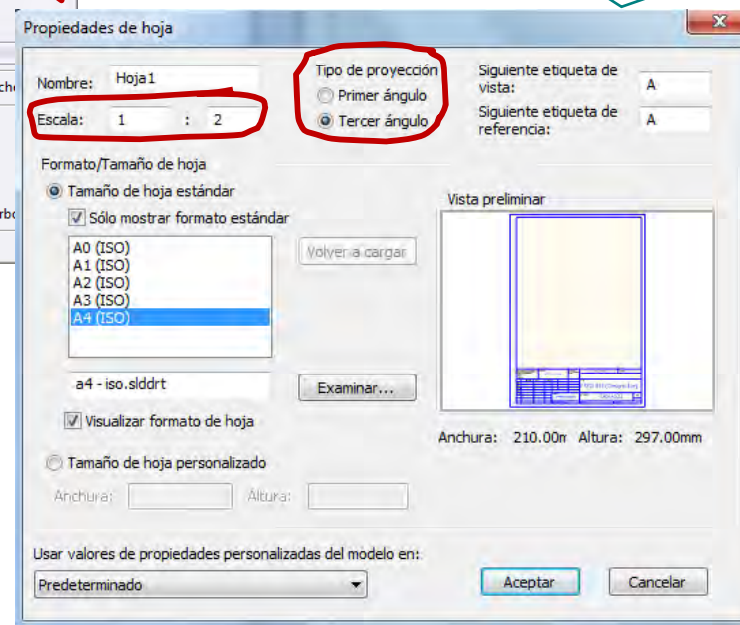 Propiedades de hoja
Nombre: Hoja1
Escala: 1 : 2
Tipo de proyección
Primer ángulo
Tercer ángulo
Siguiente etiqueta de vista: A
Siguiente etiqueta de referencia: A
Formato/Tamaño de hoja
Tamaño de hoja estándar
Sólo mostrar formato estándar
A0 (ISO)
A1 (ISO)
A2 (ISO)
A3 (ISO)
A4 (ISO)
Volver a cargar
a4 - iso.slddrt
Examinar...
Visualizar formato de hoja
Tamaño de hoja personalizado
Anchura: Altura:
Vista preliminar
Anchura: 210.00m Altura: 297.00mm
Usar valores de propiedades personalizadas del modelo en:
Predeterminado
Aceptar
Cancelar